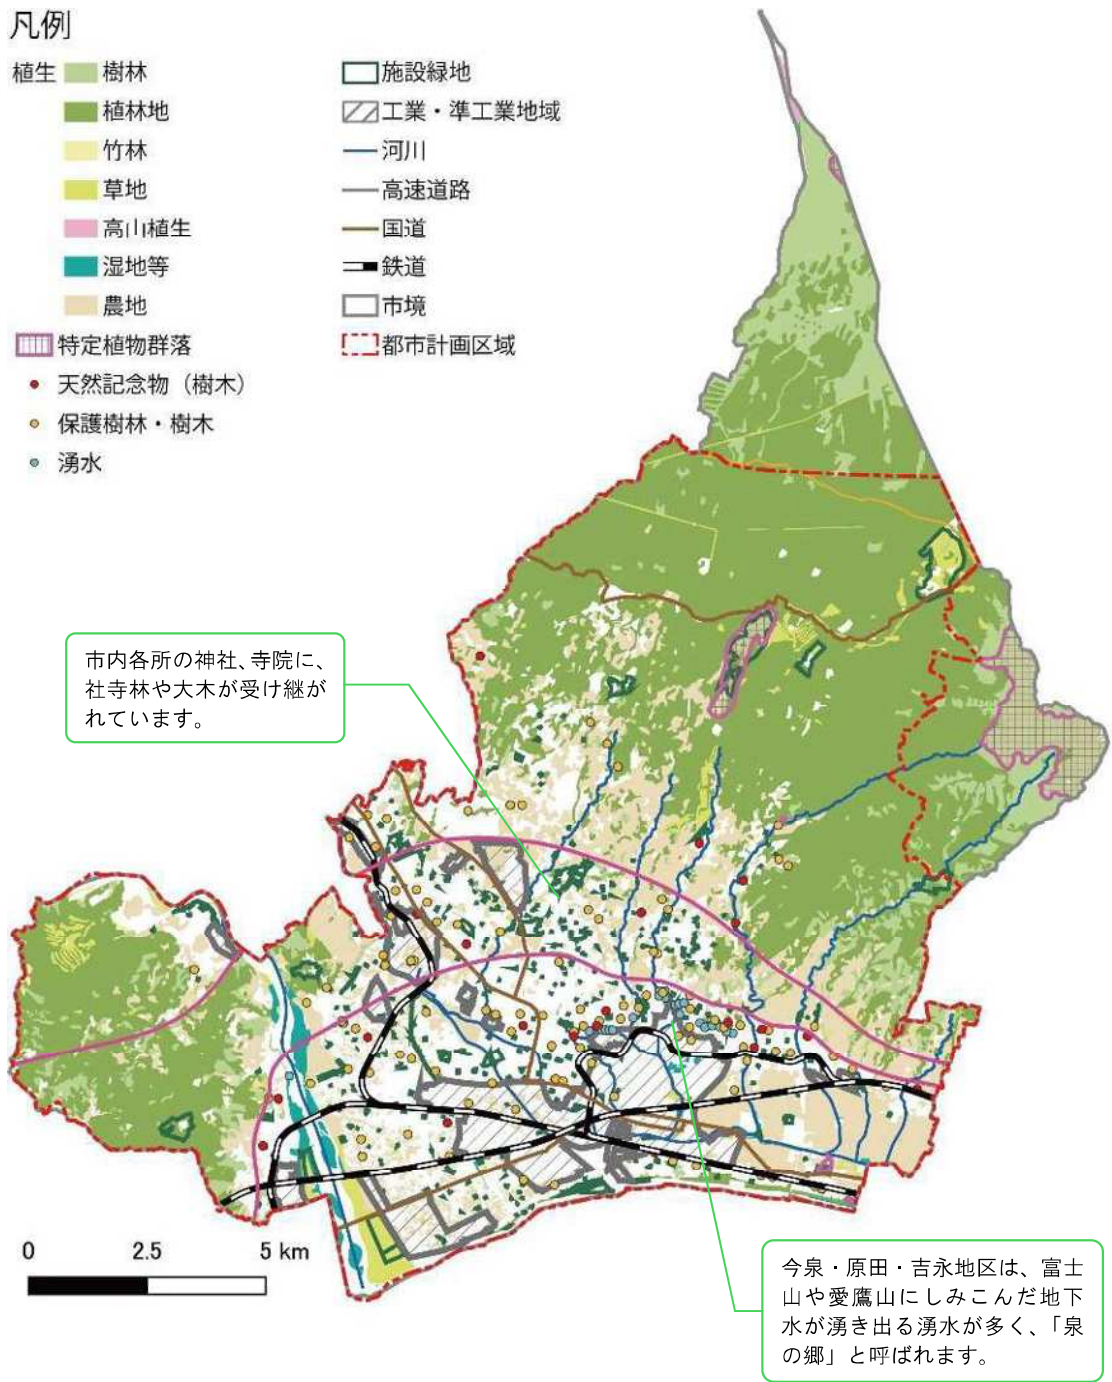 凡例
植生 樹林
植林地
竹林
草地
高山植生
湿地等
農地
特定植物群落
天然記念物（樹木）
保護樹林・樹木
湧水
施設緑地
工業・準工業地域
河川
高速道路
国道
鉄道
市境
都市計画区域
市内各所の神社、寺院に、
社寺林や大木が受け継が
れています。
0 2.5 5 km
今泉・原田・吉永地区は、富士
山や愛鷹山にしみこんだ地下
水が湧き出る湧水が多く、「泉
の郷」と呼ばれます。